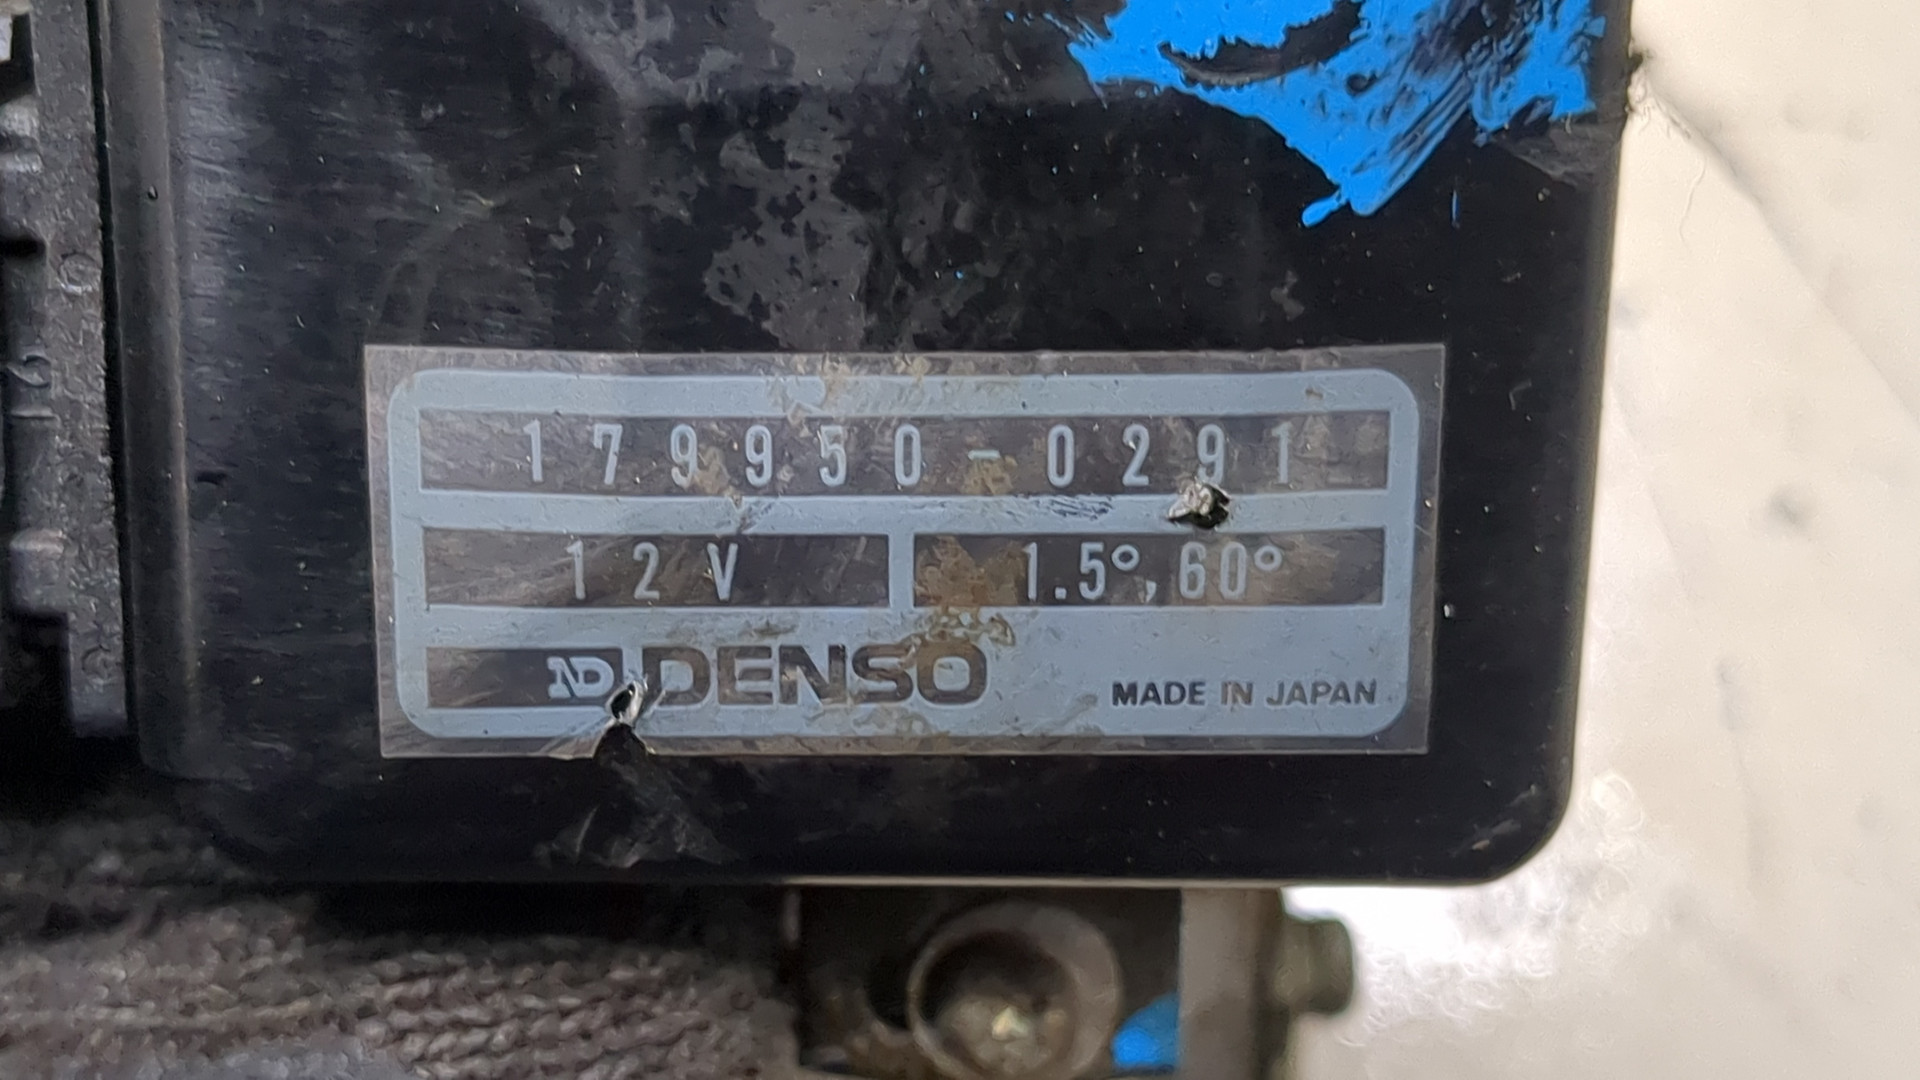 179950-0291
12V 1.5°,60°
ND DENSO MADE IN JAPAN